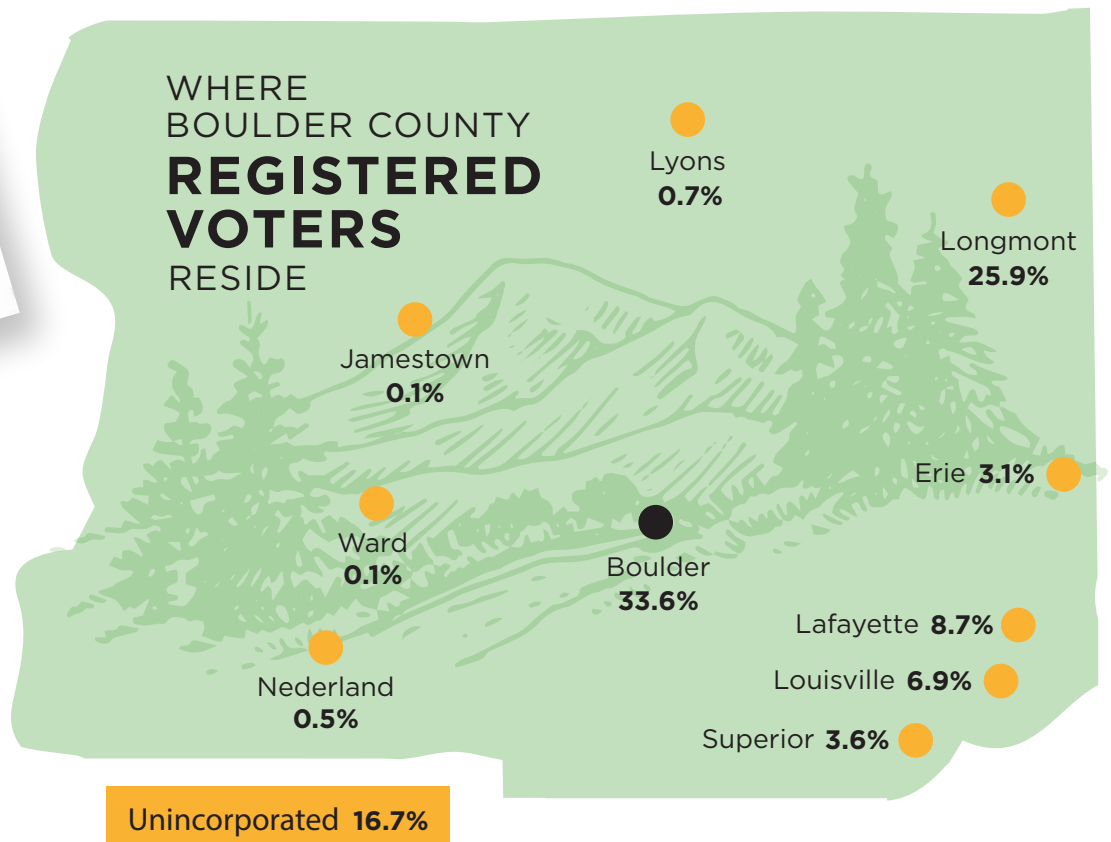 WHERE
BOULDER COUNTY
REGISTERED
VOTERS
RESIDE
Lyons
0.7%
Longmont
25.9%
Jamestown
0.1%
Erie 3.1%
Ward
0.1%
Boulder
33.6%
Lafayette 8.7%
Nederland
0.5%
Louisville 6.9%
Superior 3.6%
Unincorporated 16.7%